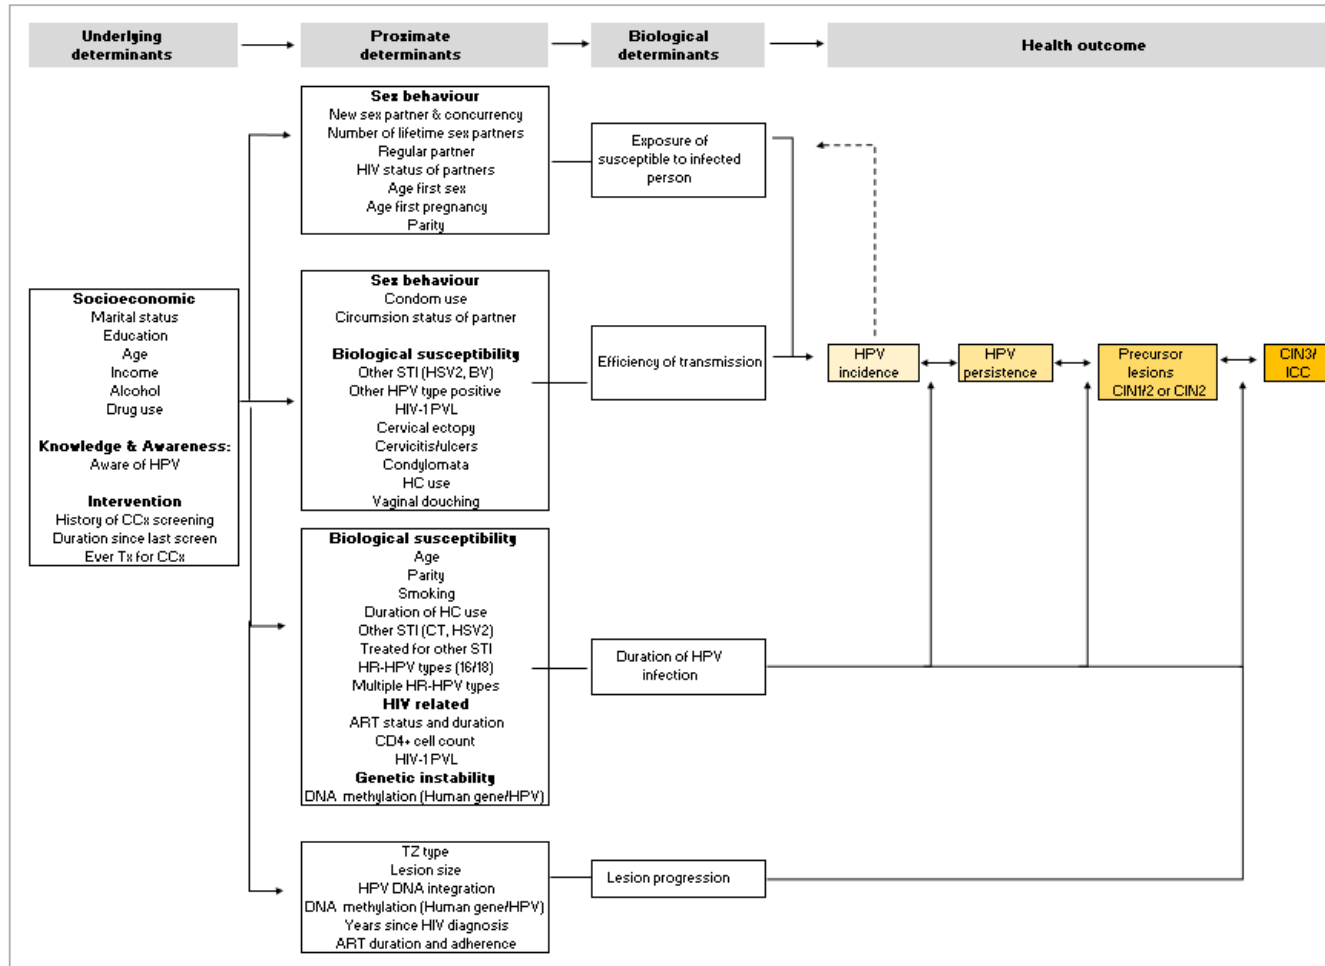 Underlying
determinants
Proximate
determinants
Biological
determinants
Health outcome
Socioeconomic
Marital status
Education
Age
Income
Alcohol
Drug use
Knowledge & Awareness:
Aware of HPV
Intervention
History of CCx screening
Duration since last screen
Ever Tx for CCx
Sex behaviour
New sex partner & concurrency
Number of lifetime sex partners
Regular partner
HIV status of partners
Age first sex
Age first pregnancy
Parity
Sex behaviour
Condom use
Circumsion status of partner
Biological susceptibility
Other STI (HSV2, BV)
Other HPV type positive
HIV-1 PVL
Cervical ectopy
Cervicitis/ulcers
Condylomata
HC use
Vaginal douching
Biological susceptibility
Age
Parity
Smoking
Duration of HC use
Other STI (CT, HSV2)
Treated for other STI
HR-HPV types (16/18)
Multiple HR-HPV types
HIV related
ART status and duration
CD4+ cell count
HIV-1 PVL
Genetic instability
DNA methylation (Human gene/HPV)
TZ type
Lesion size
HPV DNA integration
DNA methylation (Human gene/HPV)
Years since HIV diagnosis
ART duration and adherence
Exposure of
susceptible to infected
person
Efficiency of transmission
Duration of HPV
infection
Lesion progression
HPV
incidence
HPV
persistence
Precursor
lesions
CIN1/2 or CIN2
CIN3/
ICC